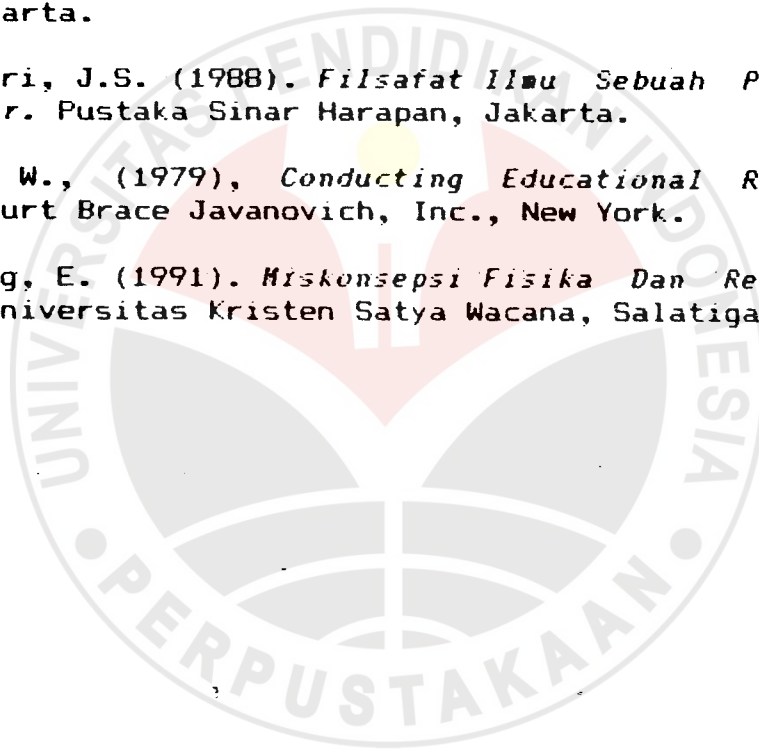 arta.
ri, J.S. (1988). Filsafat Ilmu Sebuah P
r. Pustaka Sinar Harapan, Jakarta.
W., (1979), Conducting Educational R
urt Brace Javanovich, Inc., New York.
g, E. (1991). Miskonsepsi Fisika Dan Re
niversitas Kristen Satya Wacana, Salatiga
UNIVERSITAS PENDIDIKAN INDONESIA
PERPUSTAKAAN